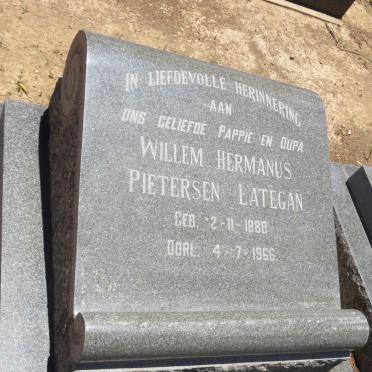 IN LIEFDEVOLLE HERINNERING
AAN
ONS GELIEFDE PAPPIE EN OUPA
WILLEM HERMANUS
PIETERSEN LATEGAN
GEB. 2-11-1880
OORL. 4-7-1966.